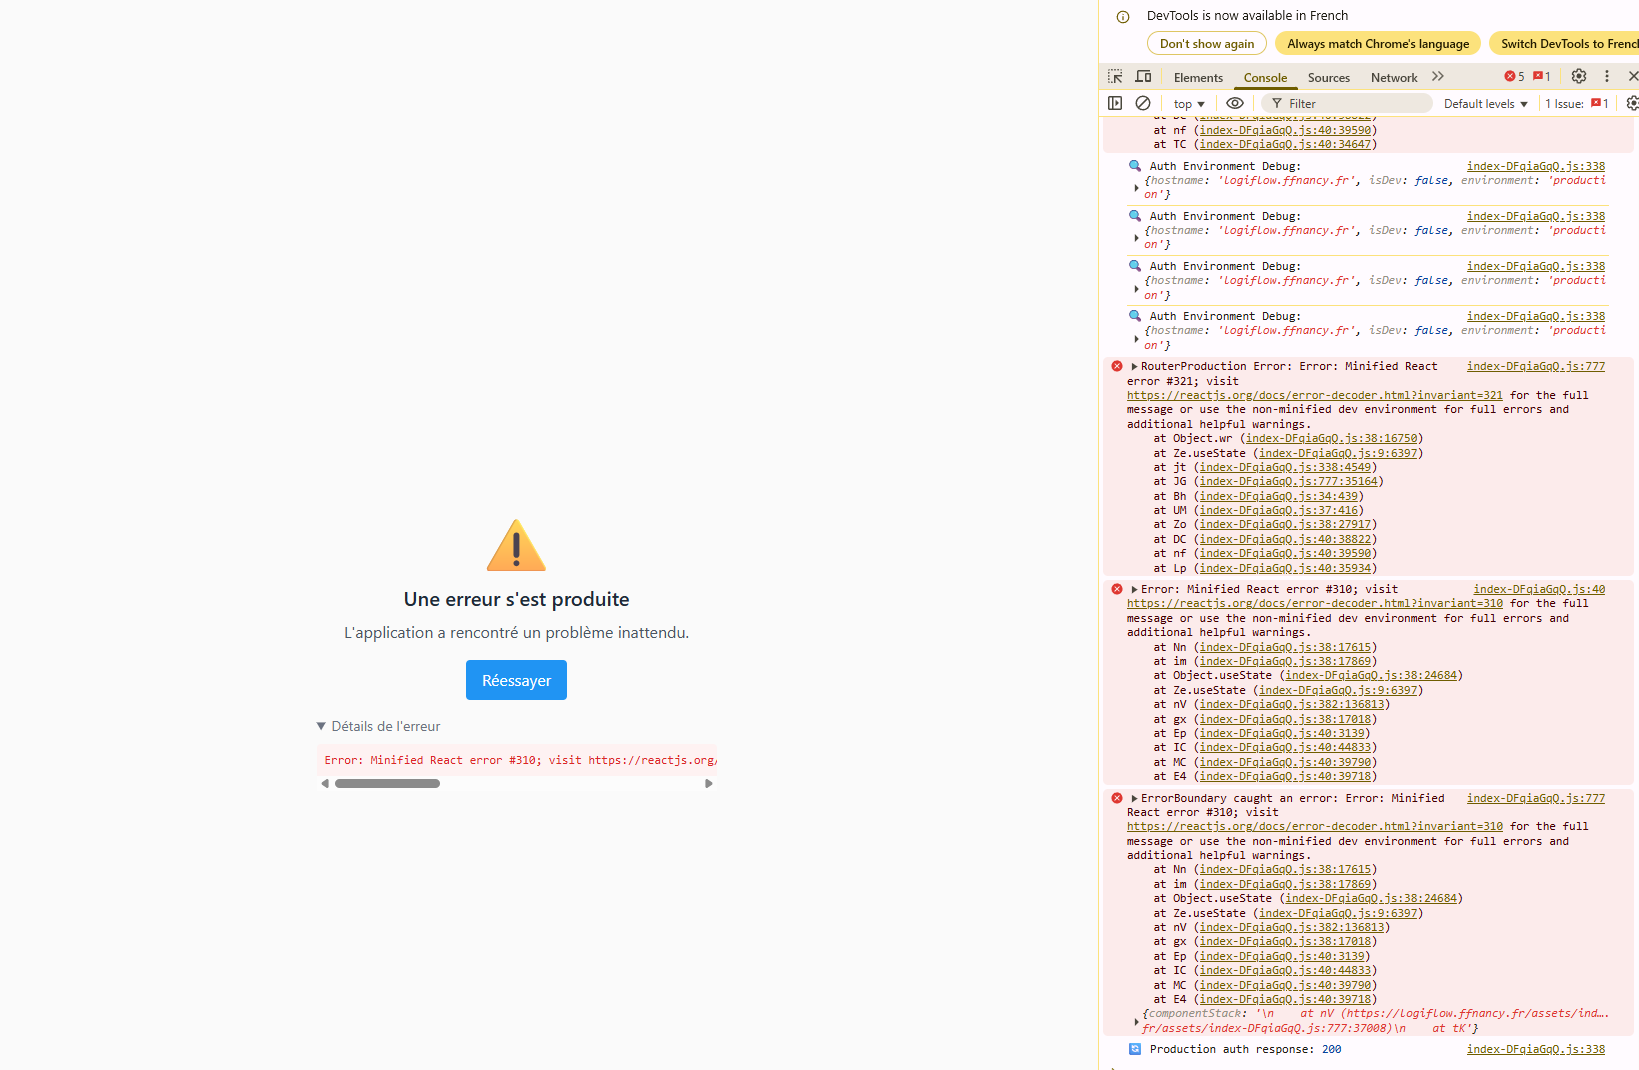 Une erreur s'est produite
L'application a rencontré un problème inattendu.
Réessayer
▼ Détails de l'erreur
Error: Minified React error #310; visit https://reactjs.org/
DevTools is now available in French
Don't show again
Always match Chrome's language
Switch DevTools to French
Elements Console Sources Network 5 1
top ▼ Filter Default levels ▼ 1 Issue: 1
at DC (index-DFqiaGqQ.js:40:38822)
at nf (index-DFqiaGqQ.js:40:39590)
at TC (index-DFqiaGqQ.js:40:34647)
Auth Environment Debug: index-DFqiaGqQ.js:338
{hostname: 'logiflow.ffnancy.fr', isDev: false, environment: 'producti
on'}
Auth Environment Debug: index-DFqiaGqQ.js:338
{hostname: 'logiflow.ffnancy.fr', isDev: false, environment: 'producti
on'}
Auth Environment Debug: index-DFqiaGqQ.js:338
{hostname: 'logiflow.ffnancy.fr', isDev: false, environment: 'producti
on'}
Auth Environment Debug: index-DFqiaGqQ.js:338
{hostname: 'logiflow.ffnancy.fr', isDev: false, environment: 'producti
on'}
RouterProduction Error: Error: Minified React index-DFqiaGqQ.js:777
error #321; visit
https://reactjs.org/docs/error-decoder.html?invariant=321 for the full
message or use the non-minified dev environment for full errors and
additional helpful warnings.
at Object.wr (index-DFqiaGqQ.js:38:16750)
at Ze.useState (index-DFqiaGqQ.js:9:6397)
at jt (index-DFqiaGqQ.js:338:4549)
at JG (index-DFqiaGqQ.js:777:35164)
at Bh (index-DFqiaGqQ.js:34:439)
at UM (index-DFqiaGqQ.js:37:416)
at Zo (index-DFqiaGqQ.js:38:27917)
at DC (index-DFqiaGqQ.js:40:38822)
at nf (index-DFqiaGqQ.js:40:39590)
at Lp (index-DFqiaGqQ.js:40:35934)
Error: Minified React error #310; visit index-DFqiaGqQ.js:40
https://reactjs.org/docs/error-decoder.html?invariant=310 for the full
message or use the non-minified dev environment for full errors and
additional helpful warnings.
at Nn (index-DFqiaGqQ.js:38:17615)
at im (index-DFqiaGqQ.js:38:17869)
at Object.useState (index-DFqiaGqQ.js:38:24684)
at Ze.useState (index-DFqiaGqQ.js:9:6397)
at nV (index-DFqiaGqQ.js:382:136813)
at gx (index-DFqiaGqQ.js:38:17018)
at Ep (index-DFqiaGqQ.js:40:3139)
at IC (index-DFqiaGqQ.js:40:44833)
at MC (index-DFqiaGqQ.js:40:39790)
at E4 (index-DFqiaGqQ.js:40:39718)
ErrorBoundary caught an error: Error: Minified index-DFqiaGqQ.js:777
React error #310; visit
https://reactjs.org/docs/error-decoder.html?invariant=310 for the full
message or use the non-minified dev environment for full errors and
additional helpful warnings.
at Nn (index-DFqiaGqQ.js:38:17615)
at im (index-DFqiaGqQ.js:38:17869)
at Object.useState (index-DFqiaGqQ.js:38:24684)
at Ze.useState (index-DFqiaGqQ.js:9:6397)
at nV (index-DFqiaGqQ.js:382:136813)
at gx (index-DFqiaGqQ.js:38:17018)
at Ep (index-DFqiaGqQ.js:40:3139)
at IC (index-DFqiaGqQ.js:40:44833)
at MC (index-DFqiaGqQ.js:40:39790)
at E4 (index-DFqiaGqQ.js:40:39718)
{componentStack: '\n    at nV (https://logiflow.ffnancy.fr/assets/ind….
fr/assets/index-DFqiaGqQ.js:777:37008)\n    at tK'}
Production auth response: 200 index-DFqiaGqQ.js:338